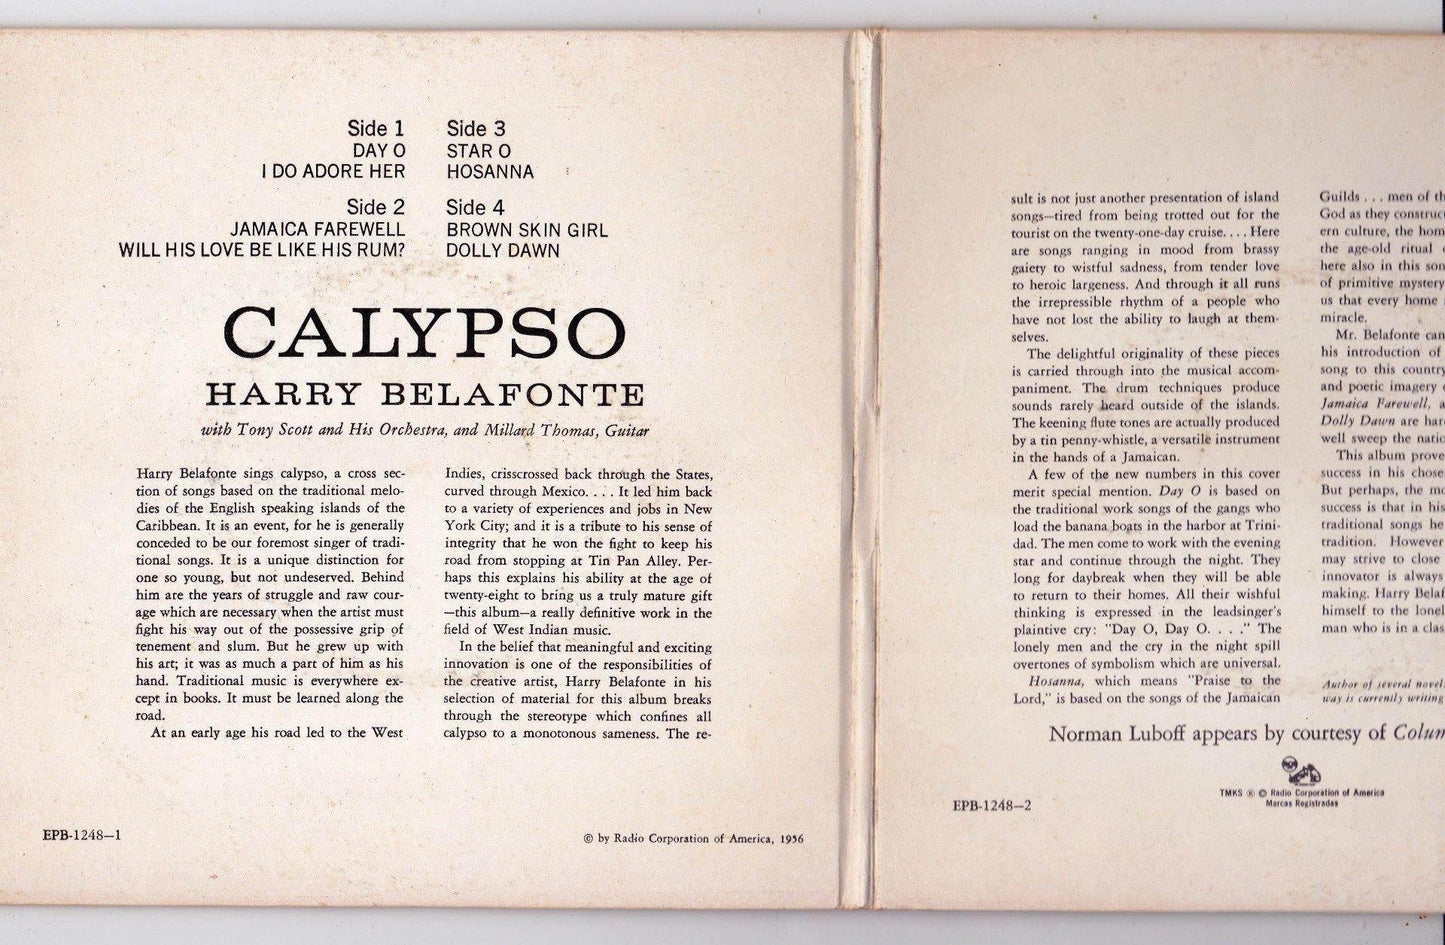 Side 1
DAY O
I DO ADORE HER
Side 2
JAMAICA FAREWELL
WILL HIS LOVE BE LIKE HIS RUM?
Side 3
STAR O
HOSANNA
Side 4
BROWN SKIN GIRL
DOLLY DAWN
CALYPSO
HARRY BELAFONTE
with Tony Scott and His Orchestra, and Millard Thomas, Guitar
Harry Belafonte sings calypso, a cross sec-
tion of songs based on the traditional melo-
dies of the English speaking islands of the
Caribbean. It is an event, for he is generally
conceded to be our foremost singer of tradi-
tional songs. It is a unique distinction for
one so young, but not undeserved. Behind
him are the years of struggle and raw cour-
age which are necessary when the artist must
fight his way out of the possessive grip of
tenement and slum. But he grew up with
his art; it was as much a part of him as his
hand. Traditional music is everywhere ex-
cept in books. It must be learned along the
road.
At an early age his road led to the West
Indies, crisscrossed back through the States,
curved through Mexico. . . . It led him back
to a variety of experiences and jobs in New
York City; and it is a tribute to his sense of
integrity that he won the fight to keep his
road from stopping at Tin Pan Alley. Per-
haps this explains his ability at the age of
twenty-eight to bring us a truly mature gift
—this album—a really definitive work in the
field of West Indian music.
In the belief that meaningful and exciting
innovation is one of the responsibilities of
the creative artist, Harry Belafonte in his
selection of material for this album breaks
through the stereotype which confines all
calypso to a monotonous sameness. The re-
EPB-1248—1
© by Radio Corporation of America, 1956
sult is not just another presentation of island
songs—tired from being trotted out for the
tourist on the twenty-one-day cruise. . . . Here
are songs ranging in mood from brassy
gaiety to wistful sadness, from tender love
to heroic largeness. And through it all runs
the irrepressible rhythm of a people who
have not lost the ability to laugh at them-
selves.
The delightful originality of these pieces
is carried through into the musical accom-
paniment. The drum techniques produce
sounds rarely heard outside of the islands.
The keening flute tones are actually produced
by a tin penny-whistle, a versatile instrument
in the hands of a Jamaican.
A few of the new numbers in this cover
merit special mention. Day O is based on
the traditional work songs of the gangs who
load the banana boats in the harbor at Trini-
dad. The men come to work with the evening
star and continue through the night. They
long for daybreak when they will be able
to return to their homes. All their wishful
thinking is expressed in the leadsinger's
plaintive cry: "Day O, Day O. . . ." The
lonely men and the cry in the night spill
overtones of symbolism which are universal.
Hosanna, which means "Praise to the
Lord," is based on the songs of the Jamaican
Guilds . . . men of
God as they
ern culture, the
the age-old ritual
here also in this
of primitive mystery
us that every home
miracle.
Mr. Belafonte can
his introduction of
song to this country
and poetic imagery
Jamaica Farewell,
Dolly Dawn are
well sweep the
This album prove
success in his chose
But perhaps, the
success is that in his
traditional songs he
tradition. However
may strive to close
innovator is always
making. Harry
himself to the
man who is in a
Author of several
way is currently writing
Norman Luboff appears by courtesy of
TMKS ® © Radio Corporation of America
Marcas Registradas
EPB-1248—2